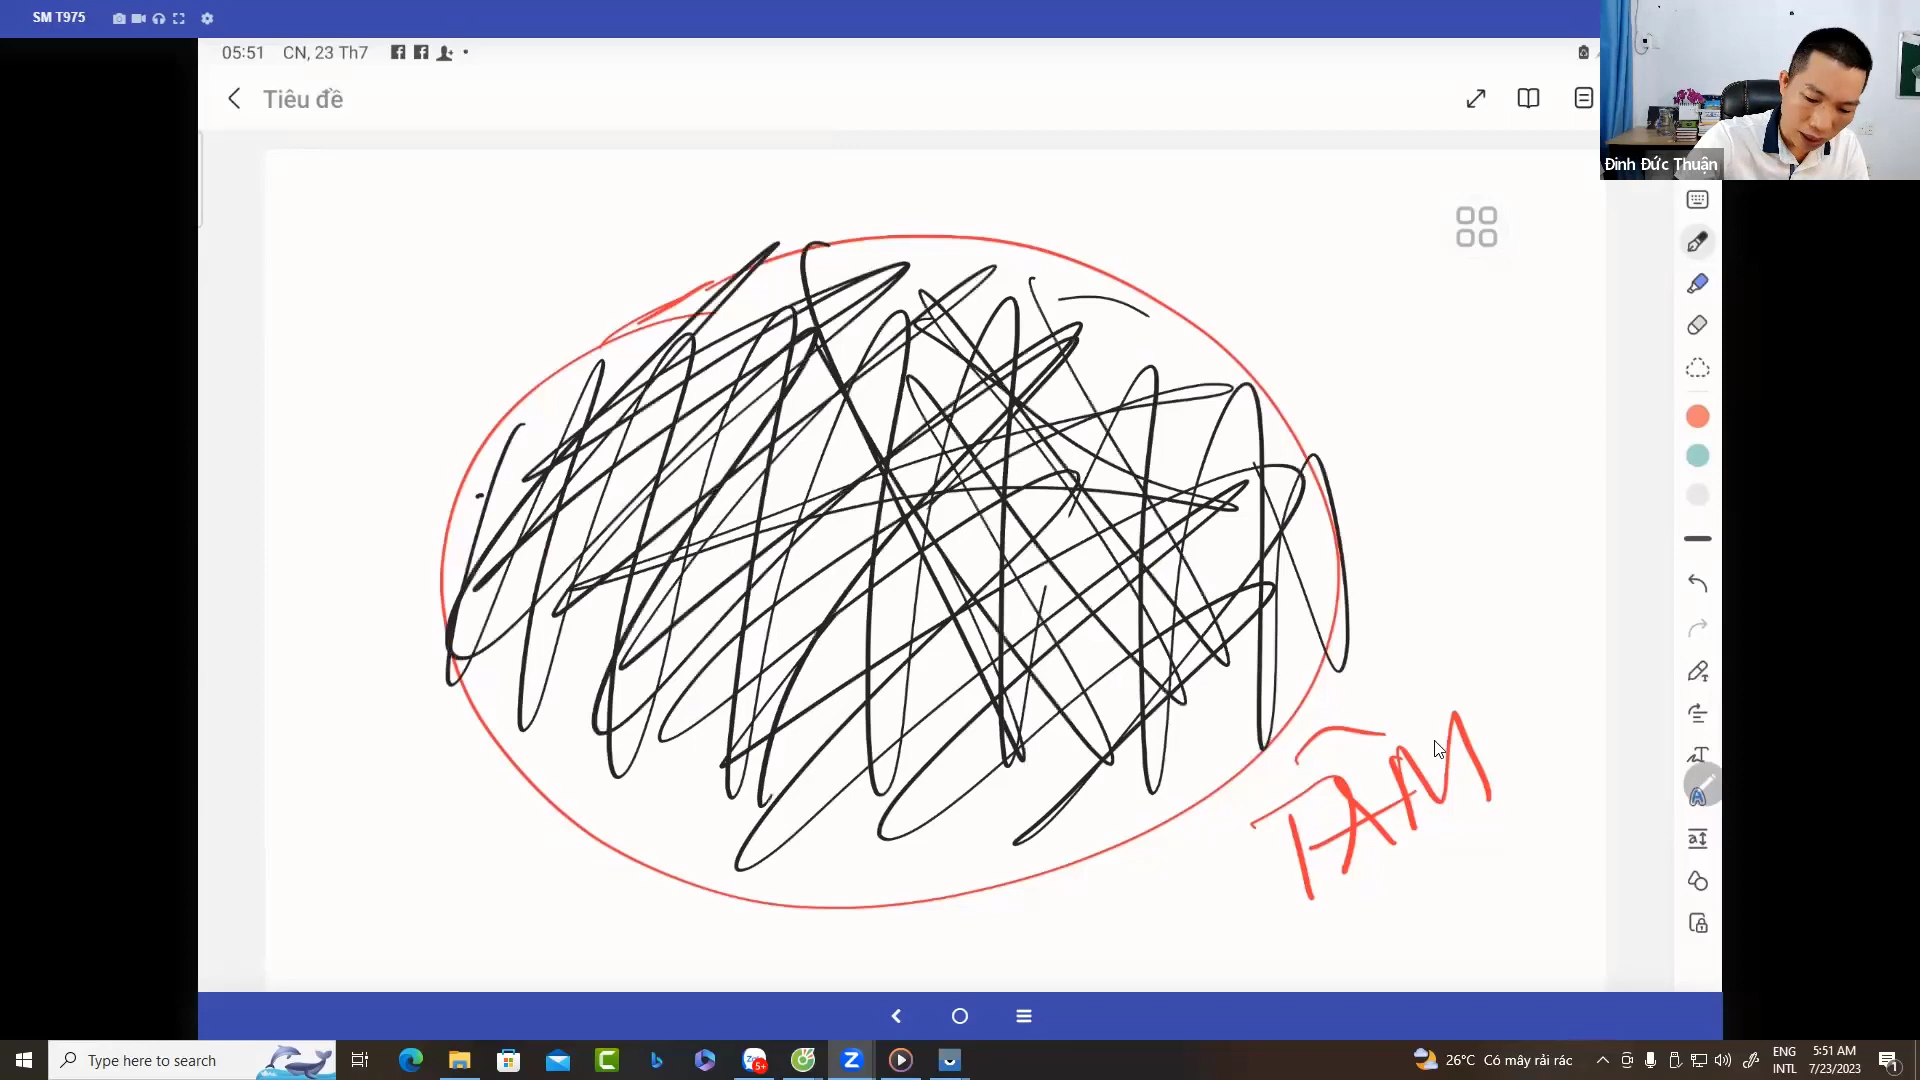 SM T975
05:51 CN, 23 Th7
Tiêu đề
Đinh Đức Thuận
TÂM
Type here to search
26°C Có mây rải rác
ENG
INTL
5:51 AM
7/23/2023